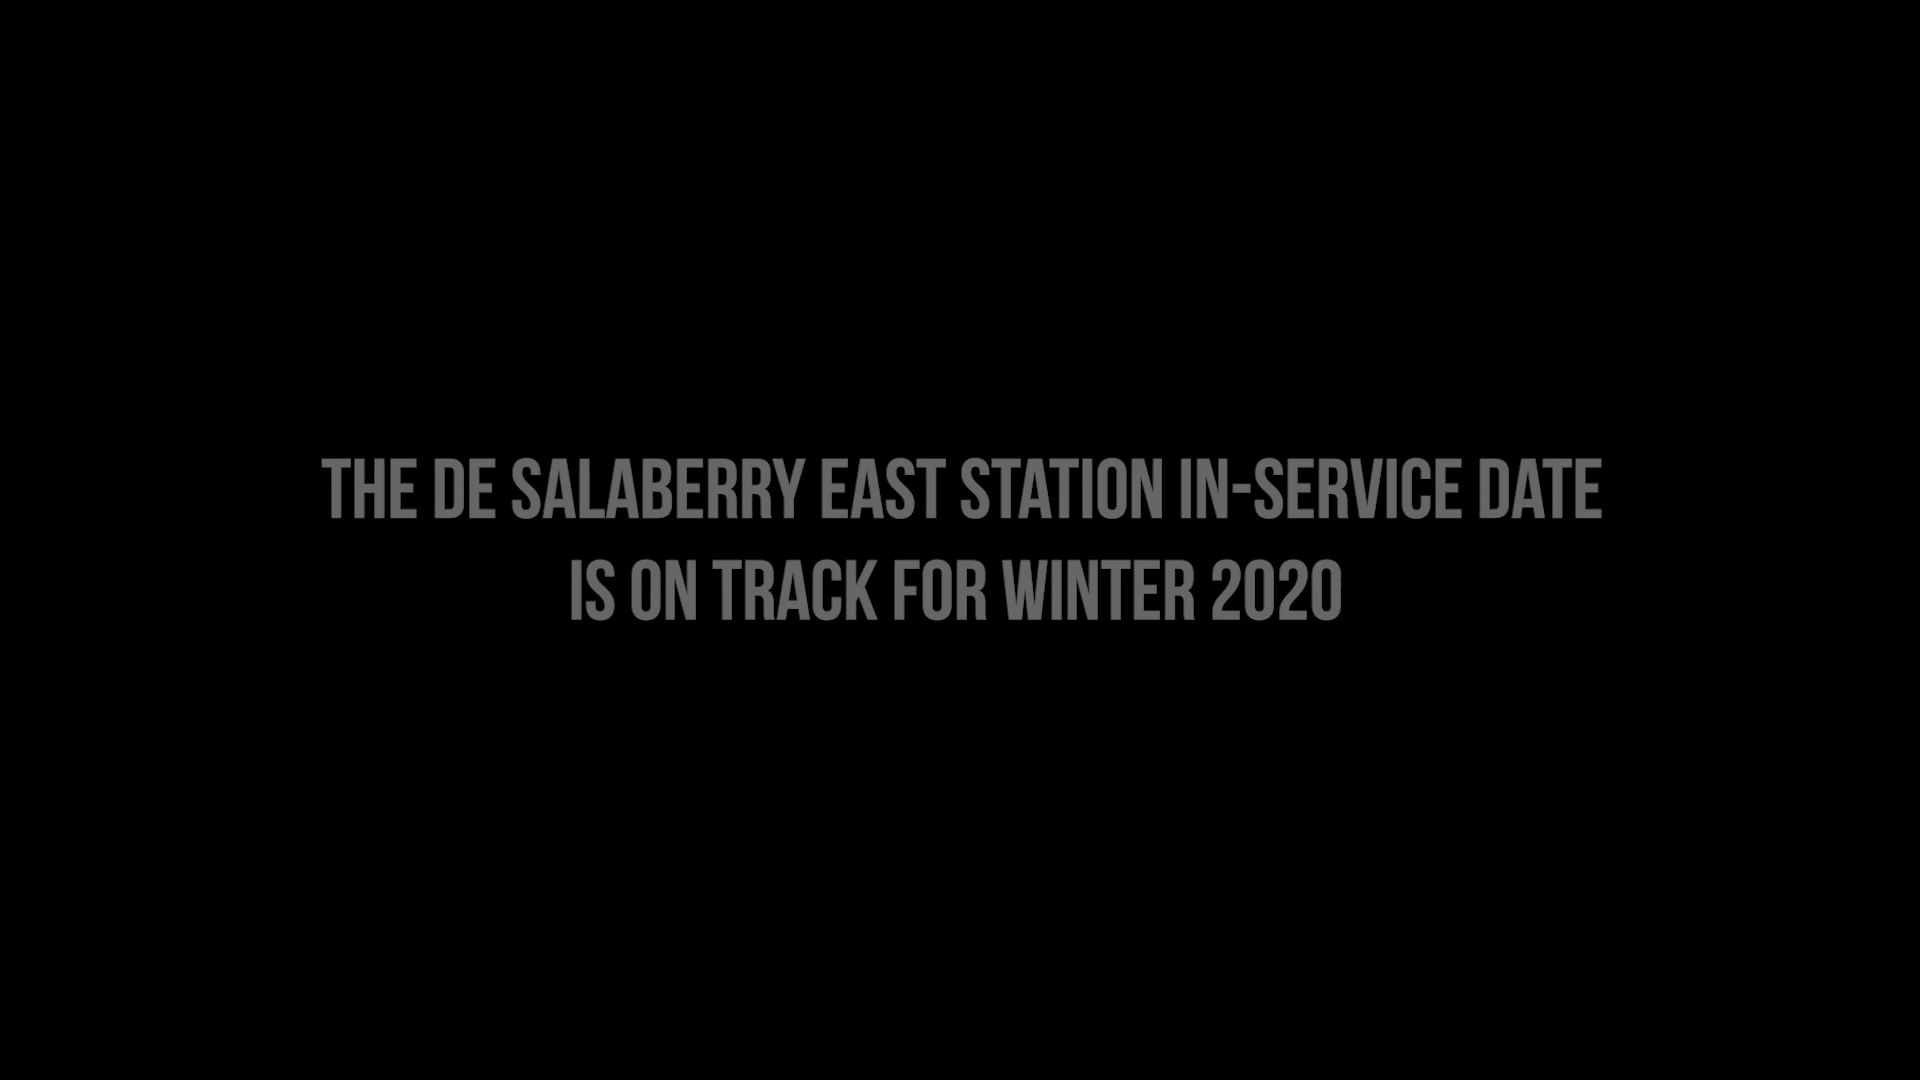 THE DE SALABERRY EAST STATION IN-SERVICE DATE
IS ON TRACK FOR WINTER 2020